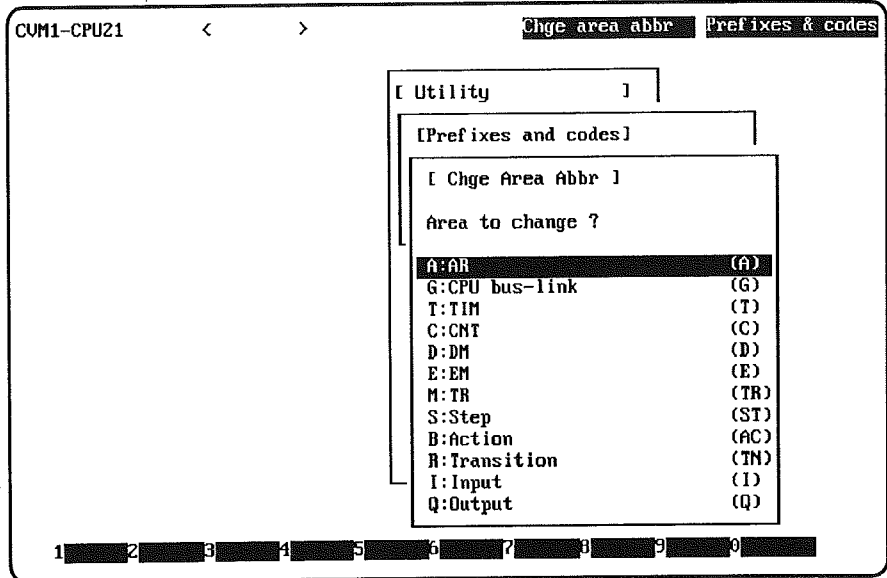 CVM1-CPU21 < > Chge area abbr Prefixes & codes
[ Utility ]
[Prefixes and codes]
[ Chge Area Abbr ]
Area to change ?
A:AR (A)
G:CPU bus-link (G)
T:TIM (T)
C:CNT (C)
D:DM (D)
E:EM (E)
M:TR (TR)
S:Step (ST)
B:Action (AC)
R:Transition (TN)
I:Input (I)
Q:Output (Q)
1 2 3 4 5 6 7 8 9 0